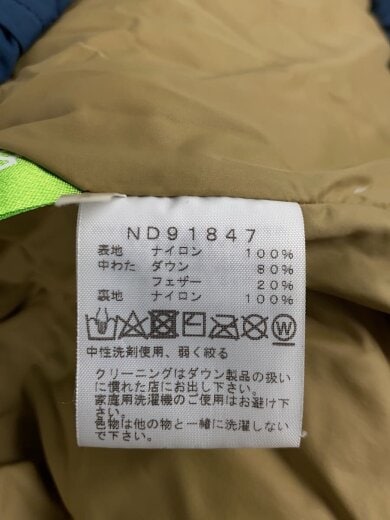 ND91847
表地 ナイロン 100%
中わた ダウン 80%
フェザー 20%
裏地 ナイロン 100%
中性洗剤使用、弱く絞る
クリーニングはダウン製品の扱い
に慣れた店にお出し下さい。
家庭用洗濯機のご使用はお避け下
さい。
色物は他の物と一緒に洗濯しない
で下さい。